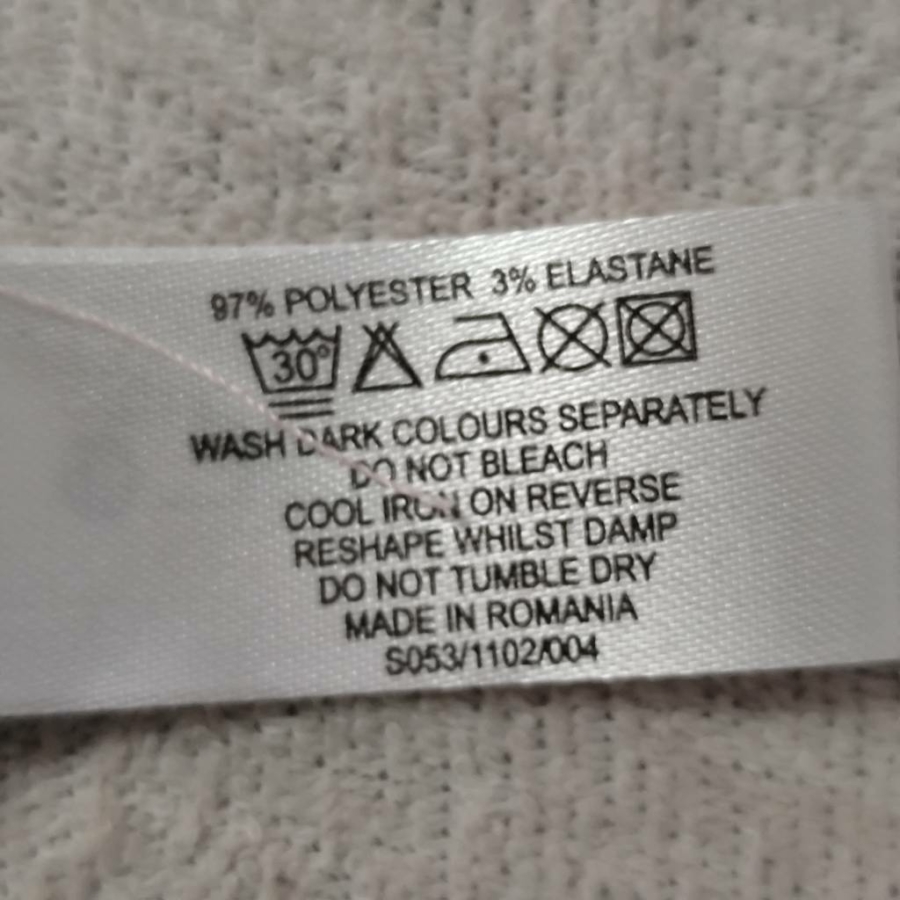 97% POLYESTER 3% ELASTANE
30°
WASH DARK COLOURS SEPARATELY
DO NOT BLEACH
COOL IRON ON REVERSE
RESHAPE WHILST DAMP
DO NOT TUMBLE DRY
MADE IN ROMANIA
S053/1102/004